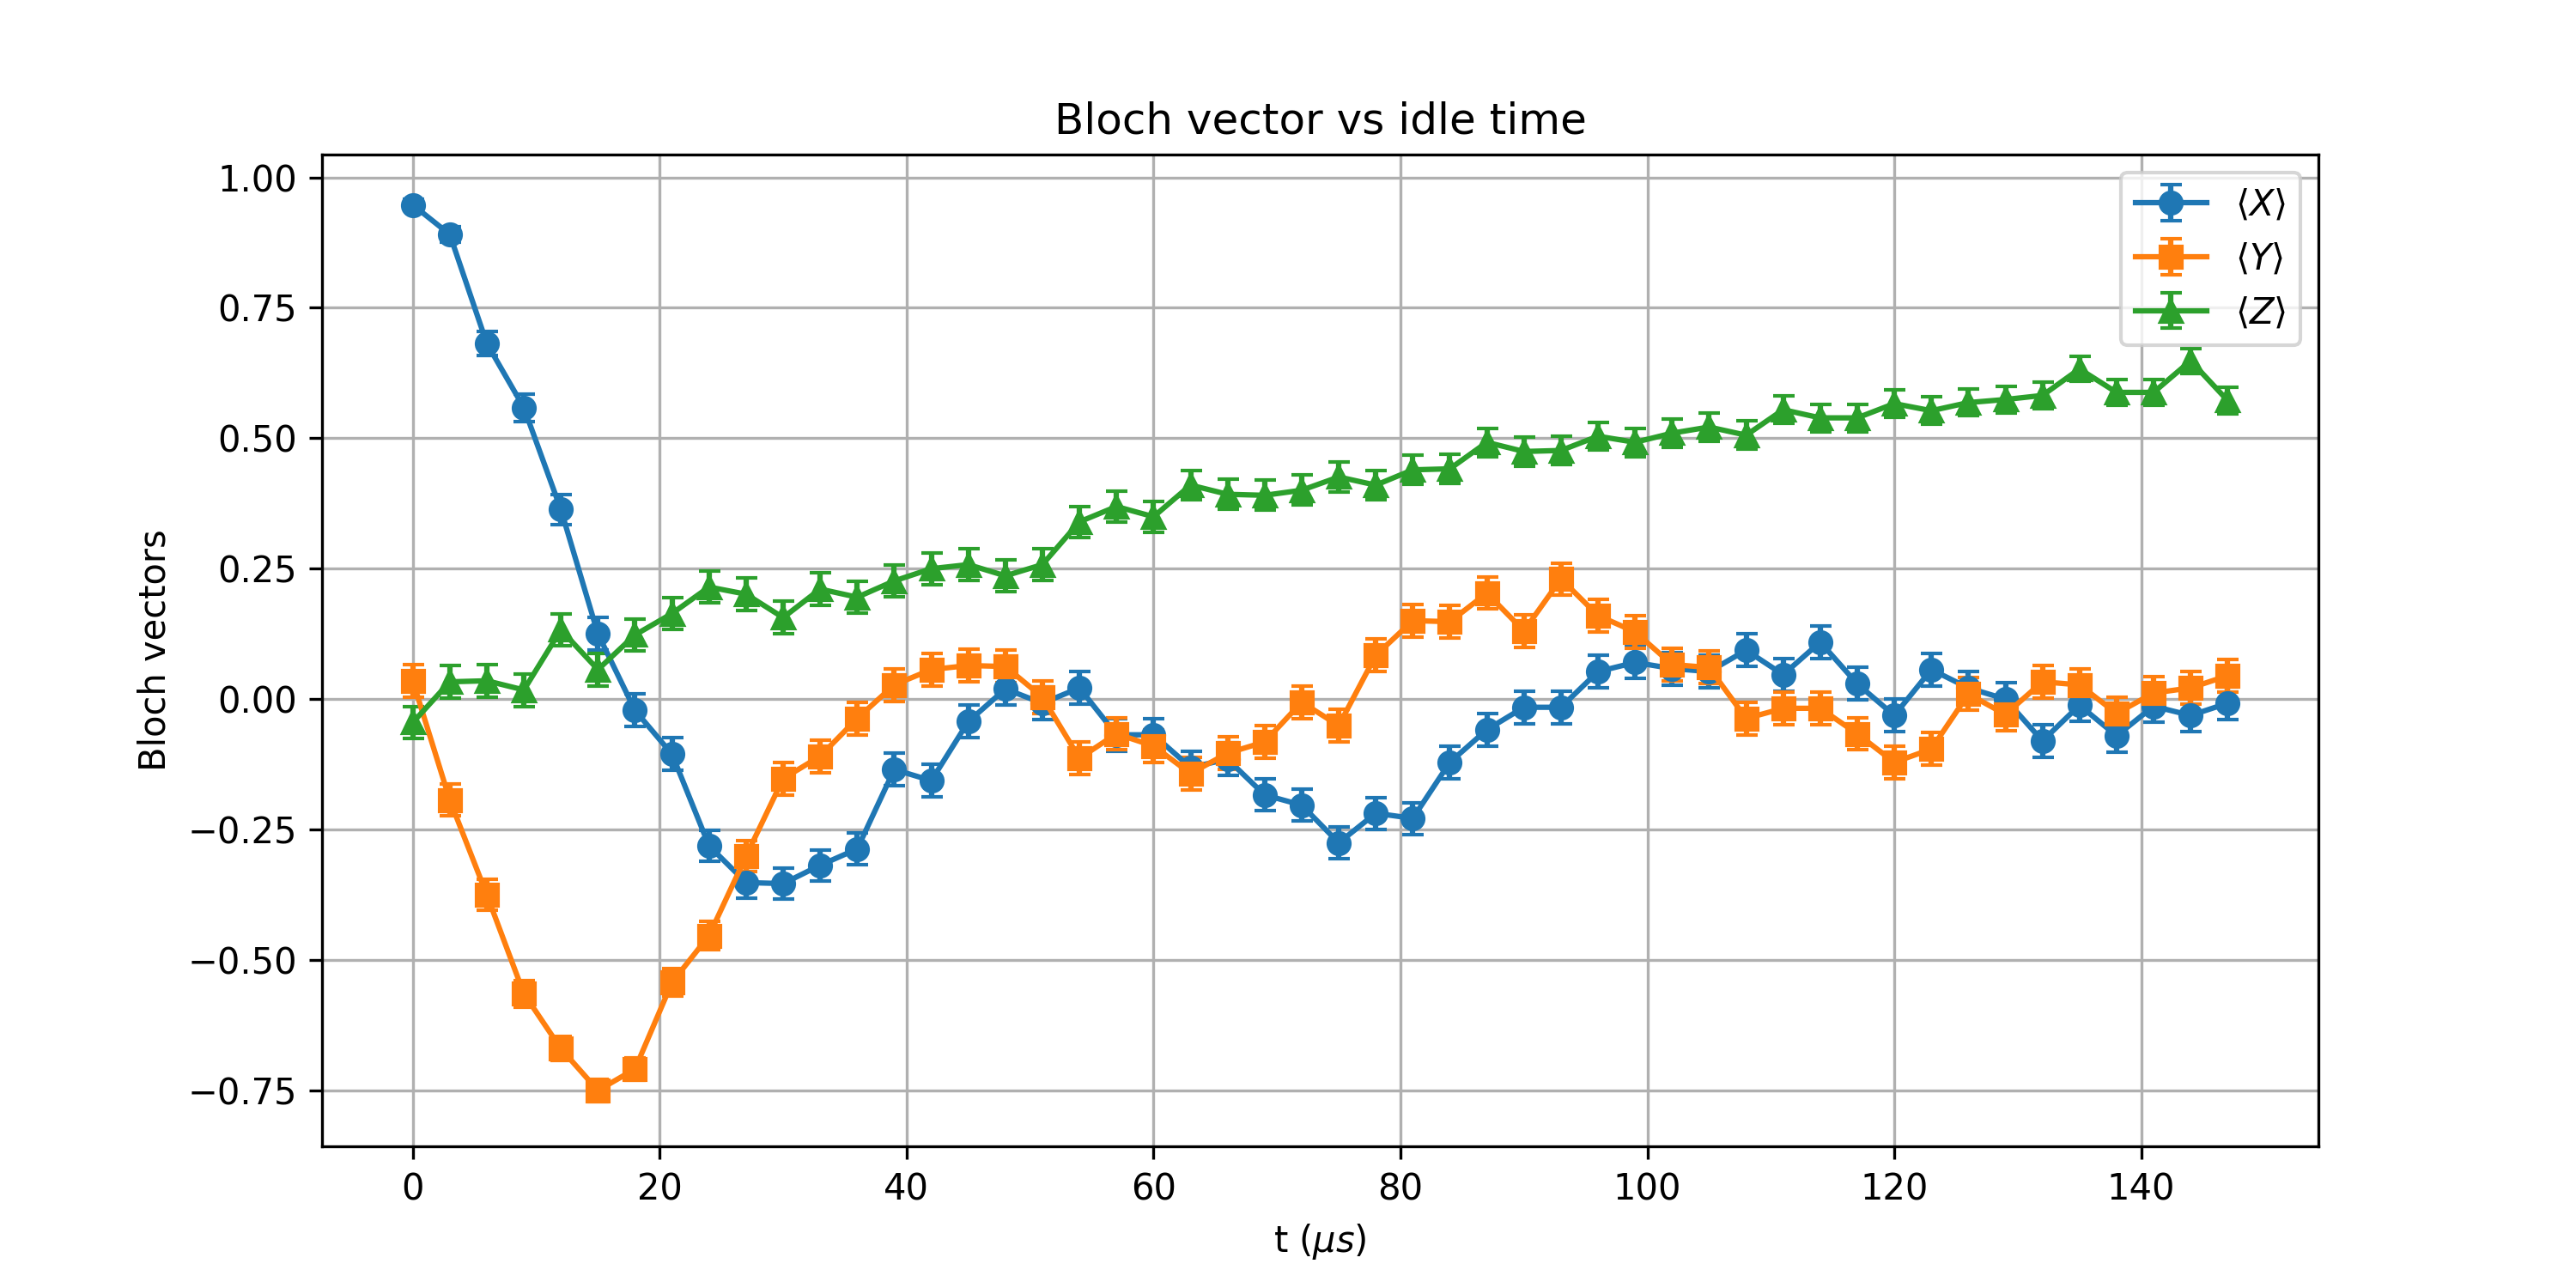 Bloch vector vs idle time
⟨X⟩
⟨Y⟩
⟨Z⟩
Bloch vectors
1.00
0.75
0.50
0.25
0.00
−0.25
−0.50
−0.75
0 20 40 60 80 100 120 140
t (μs)